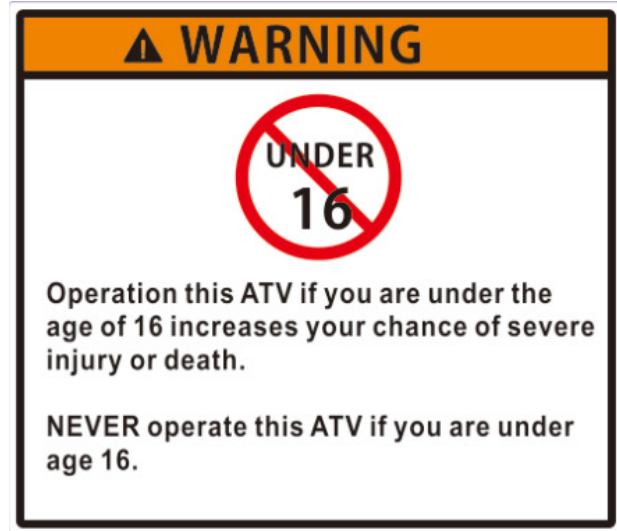 WARNING
UNDER
16
Operation this ATV if you are under the
age of 16 increases your chance of severe
injury or death.
NEVER operate this ATV if you are under
age 16.